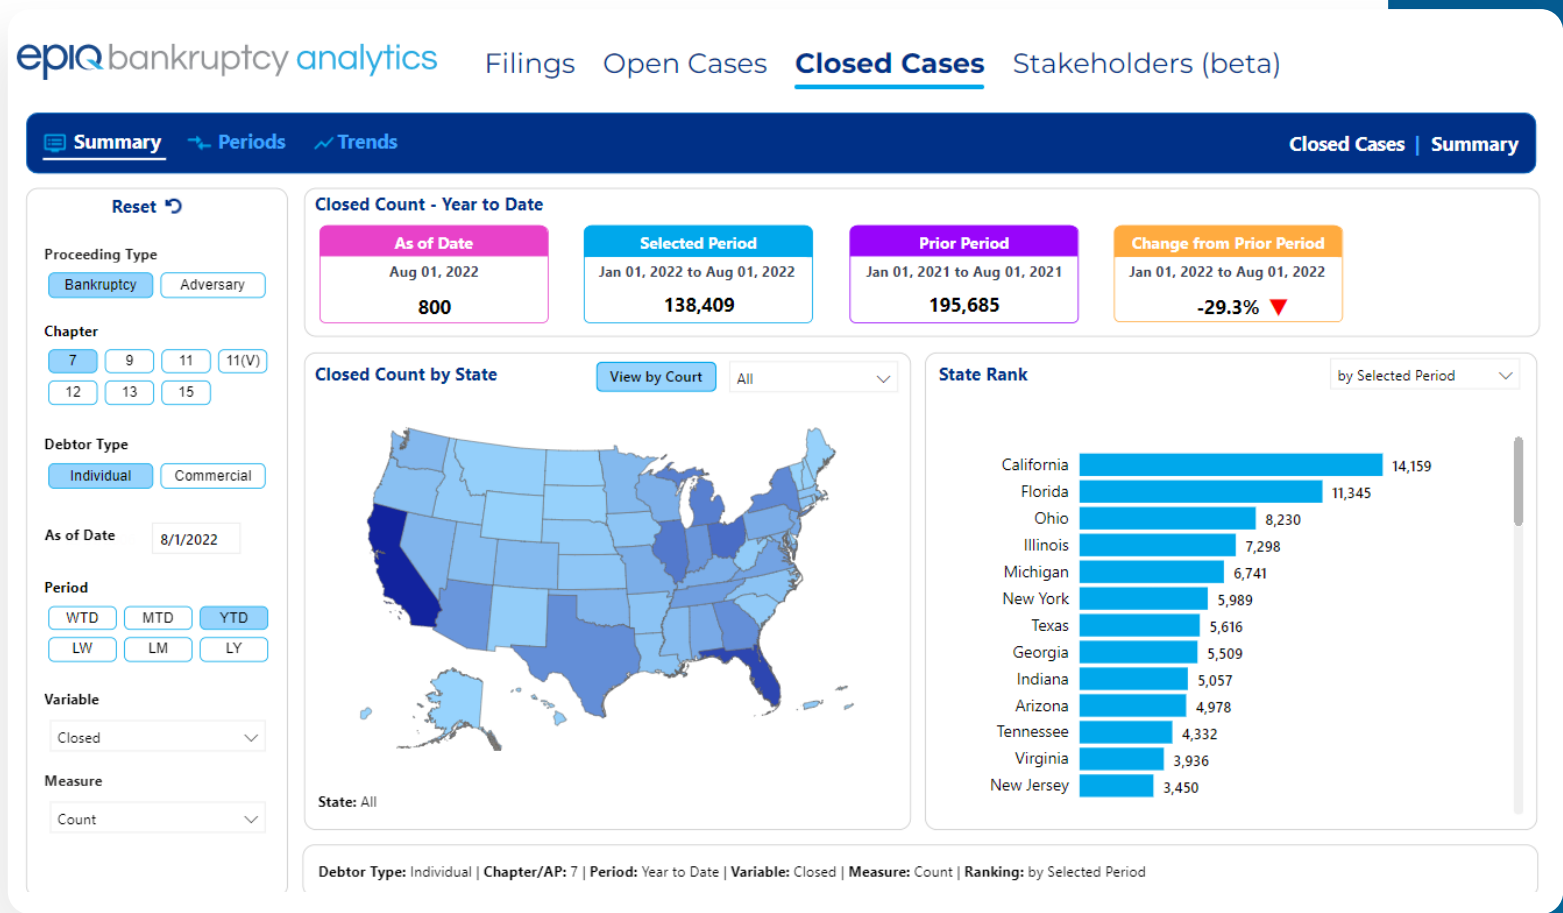 epiq bankruptcy analytics Filings Open Cases Closed Cases Stakeholders (beta)
Summary Periods Trends Closed Cases | Summary
Reset
Proceeding Type
Bankruptcy Adversary
Chapter
7 9 11 11(V)
12 13 15
Debtor Type
Individual Commercial
As of Date 8/1/2022
Period
WTD MTD YTD
LW LM LY
Variable
Closed
Measure
Count
Closed Count - Year to Date
As of Date
Aug 01, 2022
800
Selected Period
Jan 01, 2022 to Aug 01, 2022
138,409
Prior Period
Jan 01, 2021 to Aug 01, 2021
195,685
Change from Prior Period
Jan 01, 2022 to Aug 01, 2022
-29.3%
Closed Count by State View by Court All
State: All
State Rank by Selected Period
California 14,159
Florida 11,345
Ohio 8,230
Illinois 7,298
Michigan 6,741
New York 5,989
Texas 5,616
Georgia 5,509
Indiana 5,057
Arizona 4,978
Tennessee 4,332
Virginia 3,936
New Jersey 3,450
Debtor Type: Individual | Chapter/AP: 7 | Period: Year to Date | Variable: Closed | Measure: Count | Ranking: by Selected Period